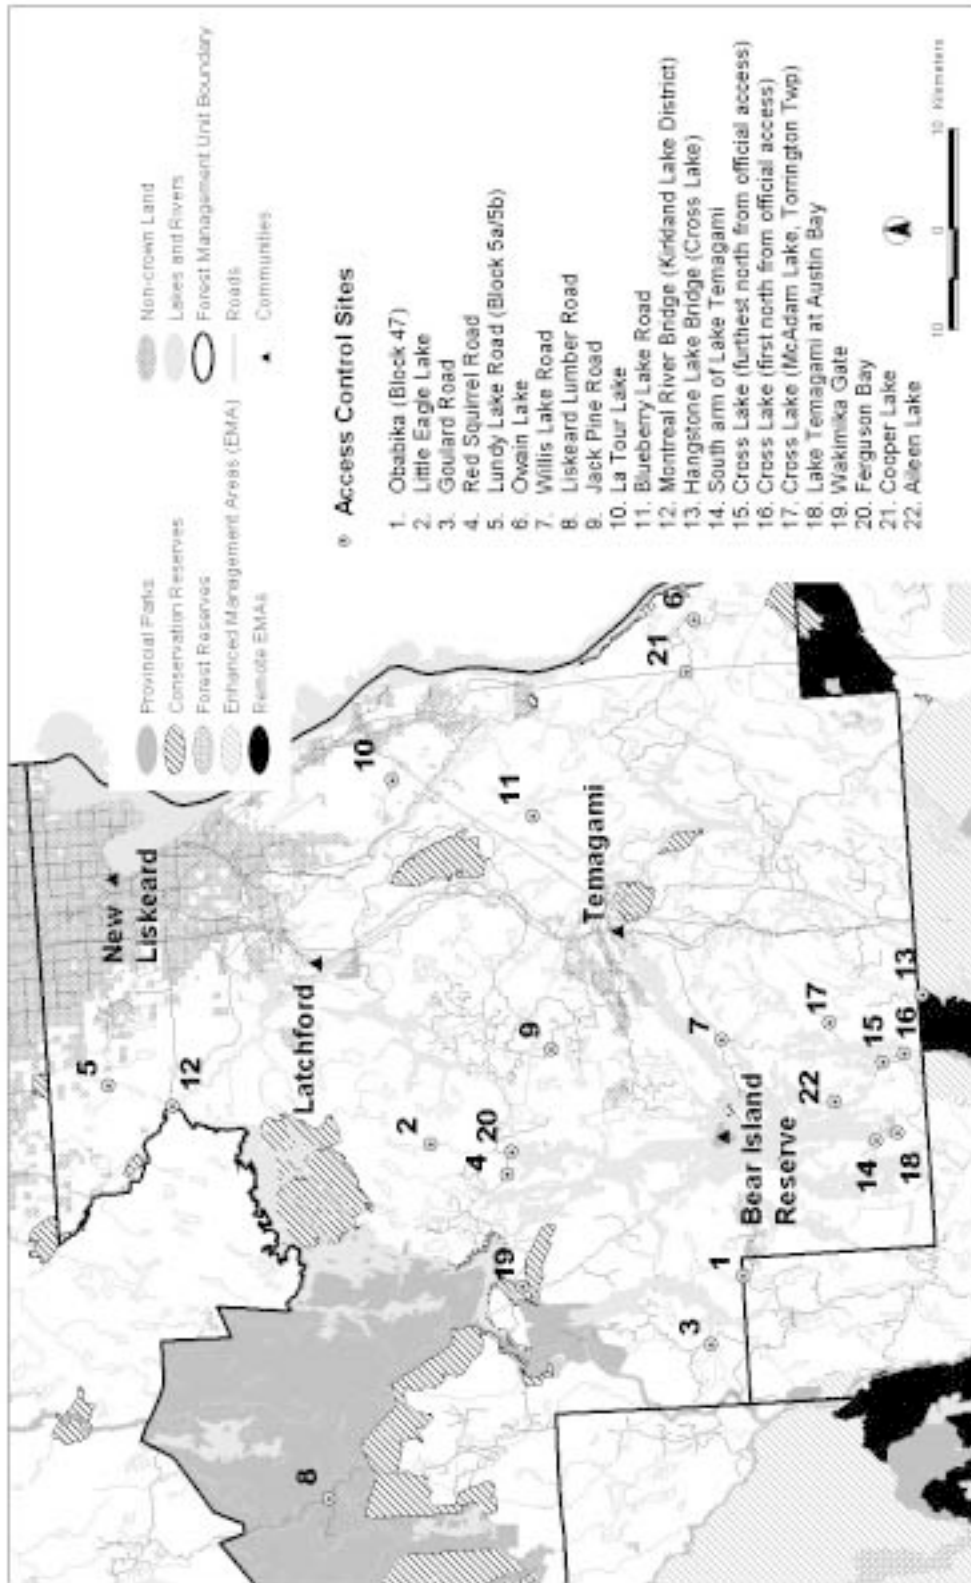 Provincial Parks
Conservation Reserves
Forest Reserves
Enhanced Management Areas (EMA)
Remote EMAs
Non-crown Land
Lakes and Rivers
Forest Management Unit Boundary
Roads
Communities
Access Control Sites
1. Obabika (Block 47)
2. Little Eagle Lake
3. Goulard Road
4. Red Squirrel Road
5. Lundy Lake Road (Block 5a/5b)
6. Owain Lake
7. Willis Lake Road
8. Liskeard Lumber Road
9. Jack Pine Road
10. La Tour Lake
11. Blueberry Lake Road
12. Montreal River Bridge (Kirkland Lake District)
13. Hangstone Lake Bridge (Cross Lake)
14. South arm of Lake Temagami
15. Cross Lake (furthest north from official access)
16. Cross Lake (first north from official access)
17. Cross Lake (McAdam Lake, Torrington Twp)
18. Lake Temagami at Austin Bay
19. Wakimika Gate
20. Ferguson Bay
21. Cooper Lake
22. Aileen Lake
10 0 10 Kilometers
New
Liskeard
5
12
Latchford
10
8
2
20
4
9
11
19
Temagami
21
6
3
1
7
Bear Island
Reserve
22
17
15
13
16
14
18